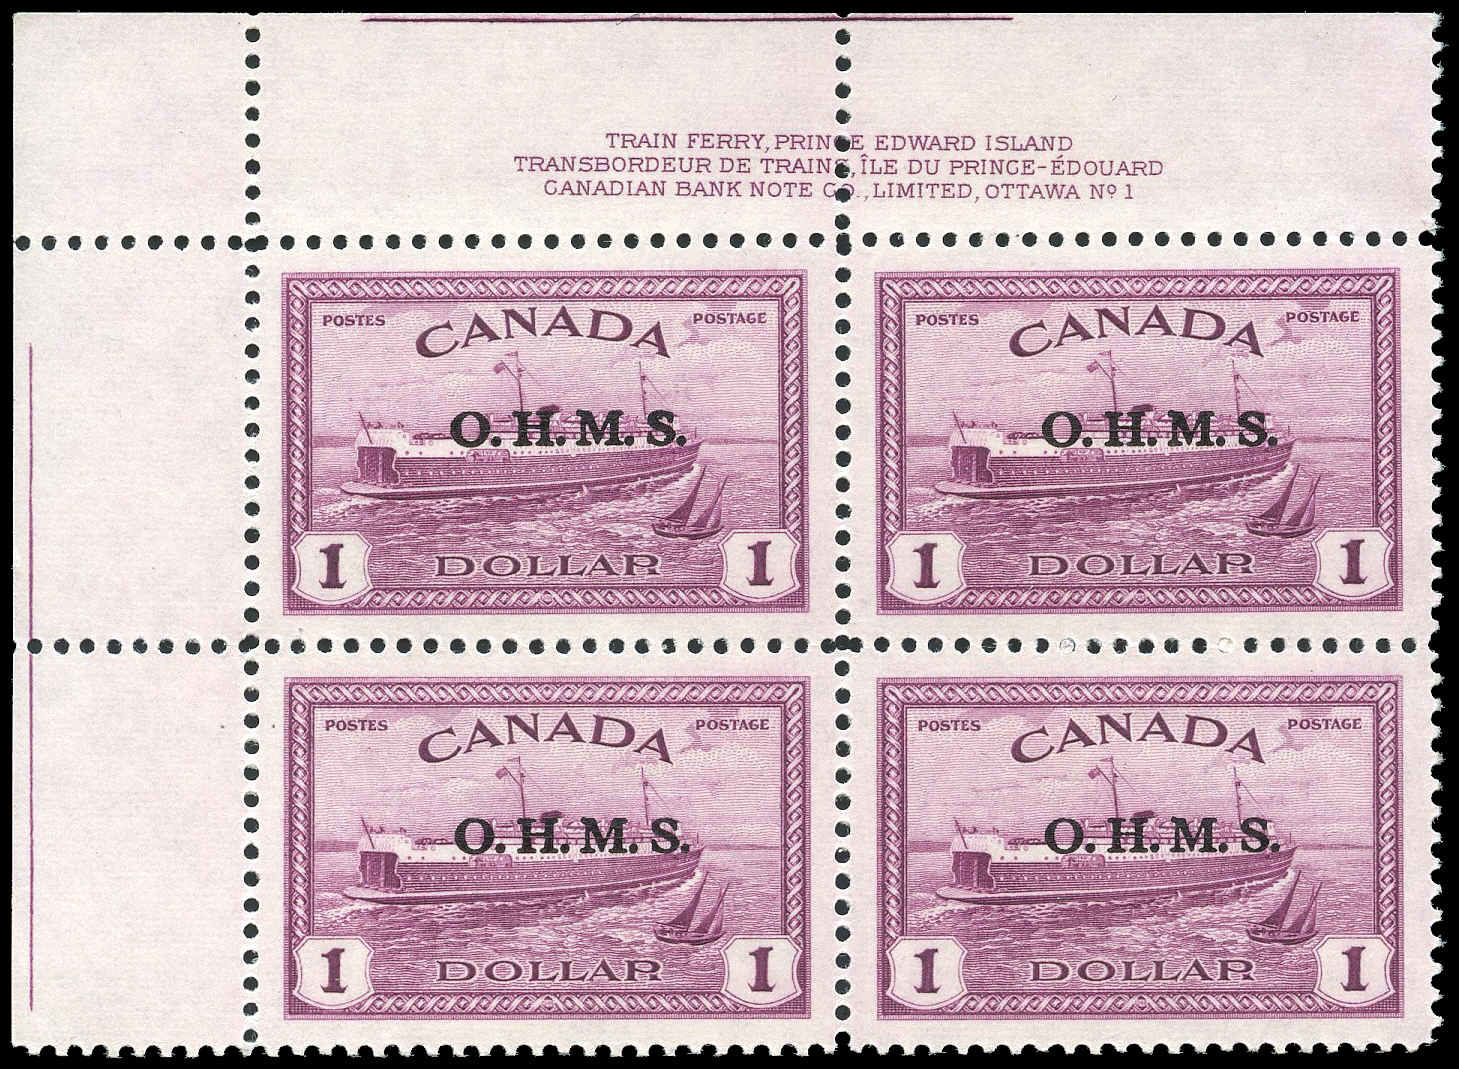 TRAIN FERRY, PRINCE EDWARD ISLAND
TRANSBORDEUR DE TRAINS, ÎLE DU PRINCE-ÉDOUARD
CANADIAN BANK NOTE CO., LIMITED, OTTAWA Nº 1
POSTES CANADA POSTAGE
O.H.M.S.
1 DOLLAR 1
POSTES CANADA POSTAGE
O.H.M.S.
1 DOLLAR 1
POSTES CANADA POSTAGE
O.H.M.S.
1 DOLLAR 1
POSTES CANADA POSTAGE
O.H.M.S.
1 DOLLAR 1